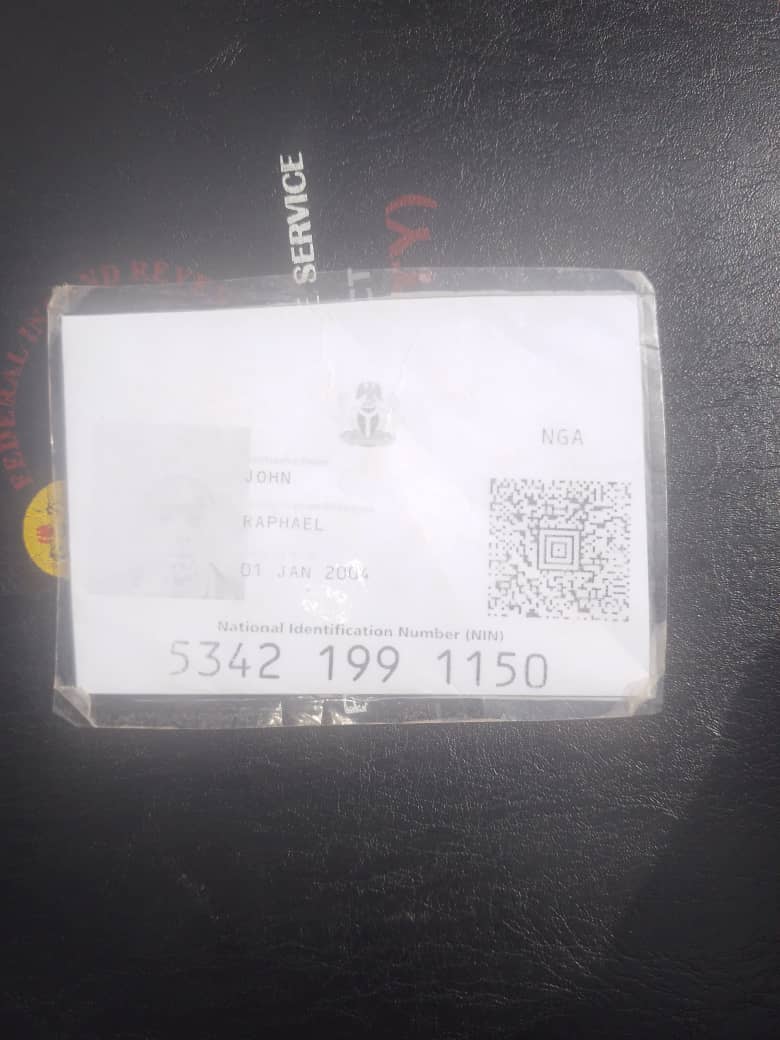 SERVICE
NGA
JOHN
RAPHAEL
01 JAN 2004
National Identification Number (NIN)
5342 199 1150